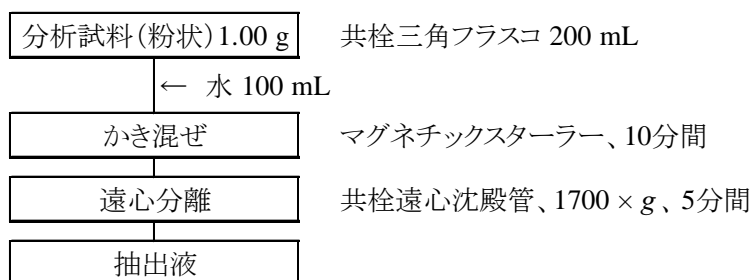 分析試料(粉状)1.00 g 共栓三角フラスコ 200 mL
← 水 100 mL
かき混ぜ マグネチックスターラー、10分間
遠心分離 共栓遠心沈殿管、1700 × g 、5分間
抽出液